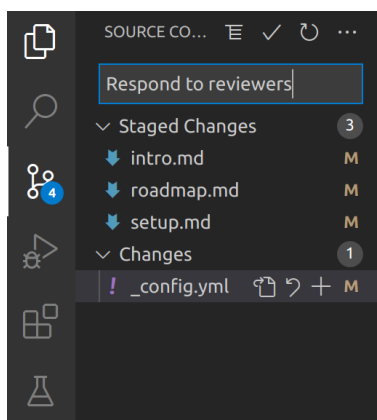 SOURCE CO...
Respond to reviewers
Staged Changes 3
intro.md M
roadmap.md M
setup.md M
4
Changes 1
! _config.yml M